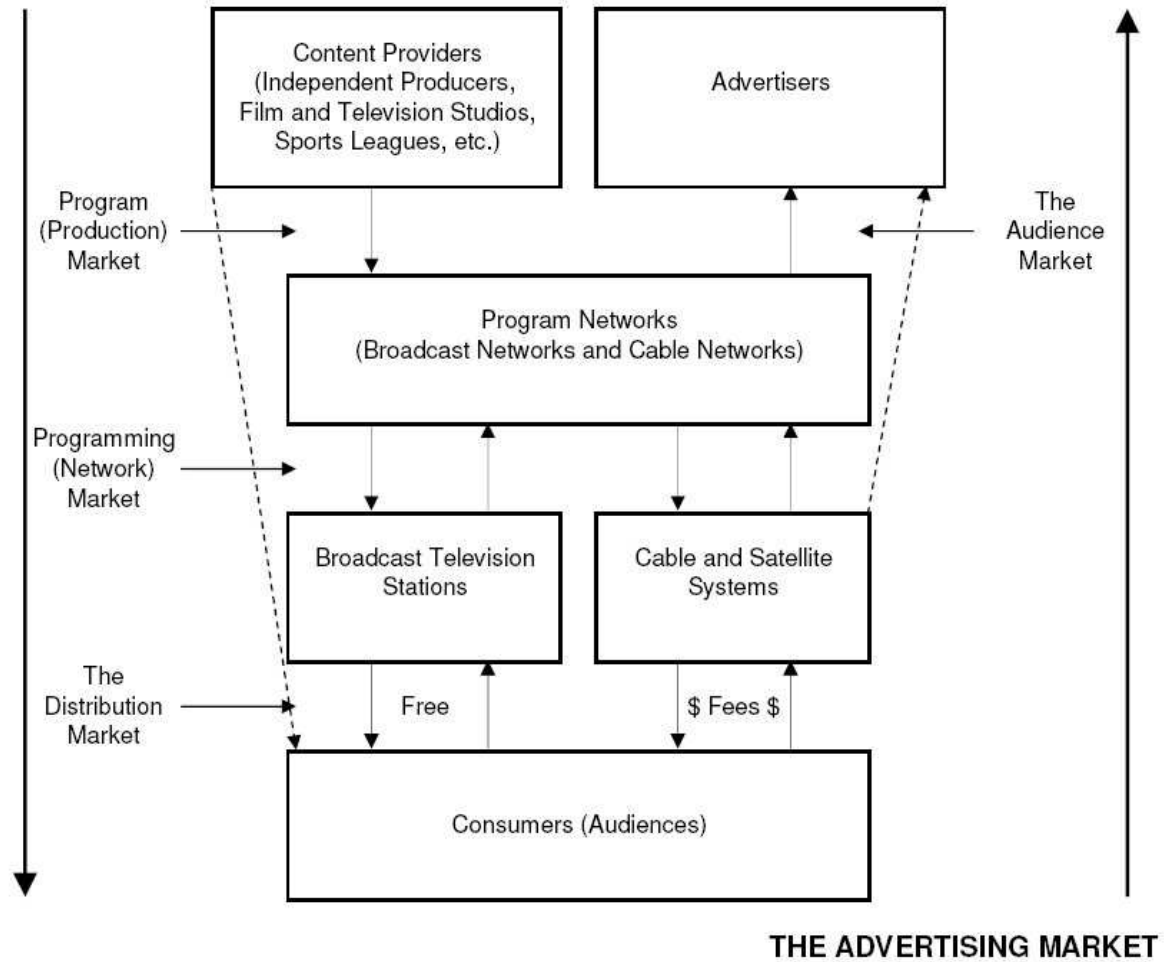 Content Providers
(Independent Producers,
Film and Television Studios,
Sports Leagues, etc.)
Advertisers
Program
(Production)
Market
The
Audience
Market
Program Networks
(Broadcast Networks and Cable Networks)
Programming
(Network)
Market
Broadcast Television
Stations
Cable and Satellite
Systems
The
Distribution
Market
Free
$ Fees $
Consumers (Audiences)
THE ADVERTISING MARKET